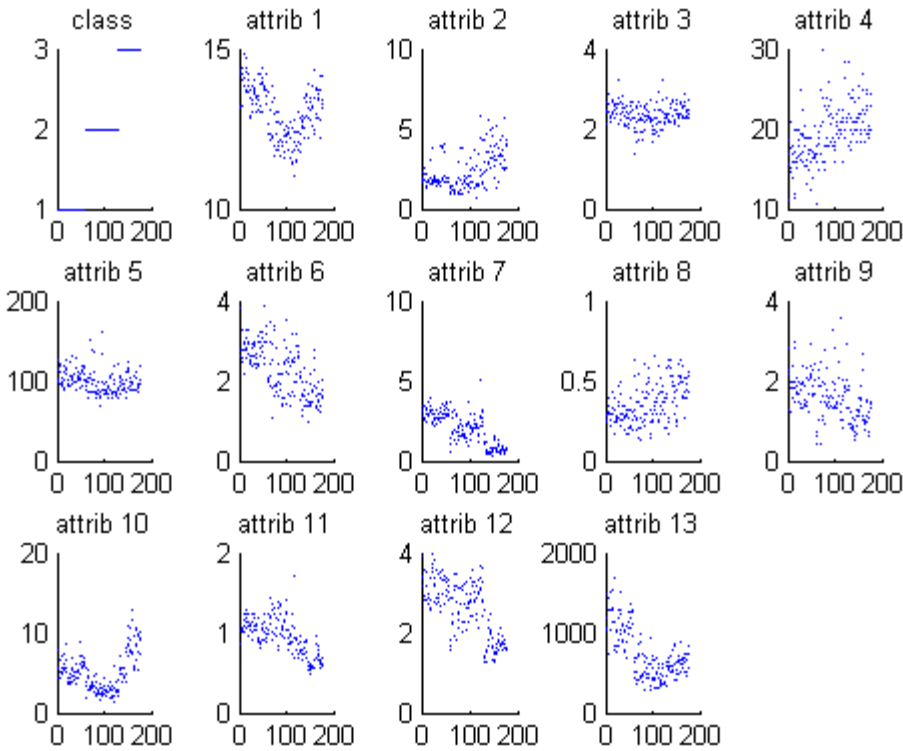 class attrib 1 attrib 2 attrib 3 attrib 4
3 15 10 4 30
2 5 2 20
1 10 0 0 10
0 100 200 0 100 200 0 100 200 0 100 200 0 100 200
attrib 5 attrib 6 attrib 7 attrib 8 attrib 9
200 4 10 1 4
100 2 5 0.5 2
0 0 0 0 0
0 100 200 0 100 200 0 100 200 0 100 200 0 100 200
attrib 10 attrib 11 attrib 12 attrib 13
20 2 4 2000
10 1 2 1000
0 0 0 0
0 100 200 0 100 200 0 100 200 0 100 200